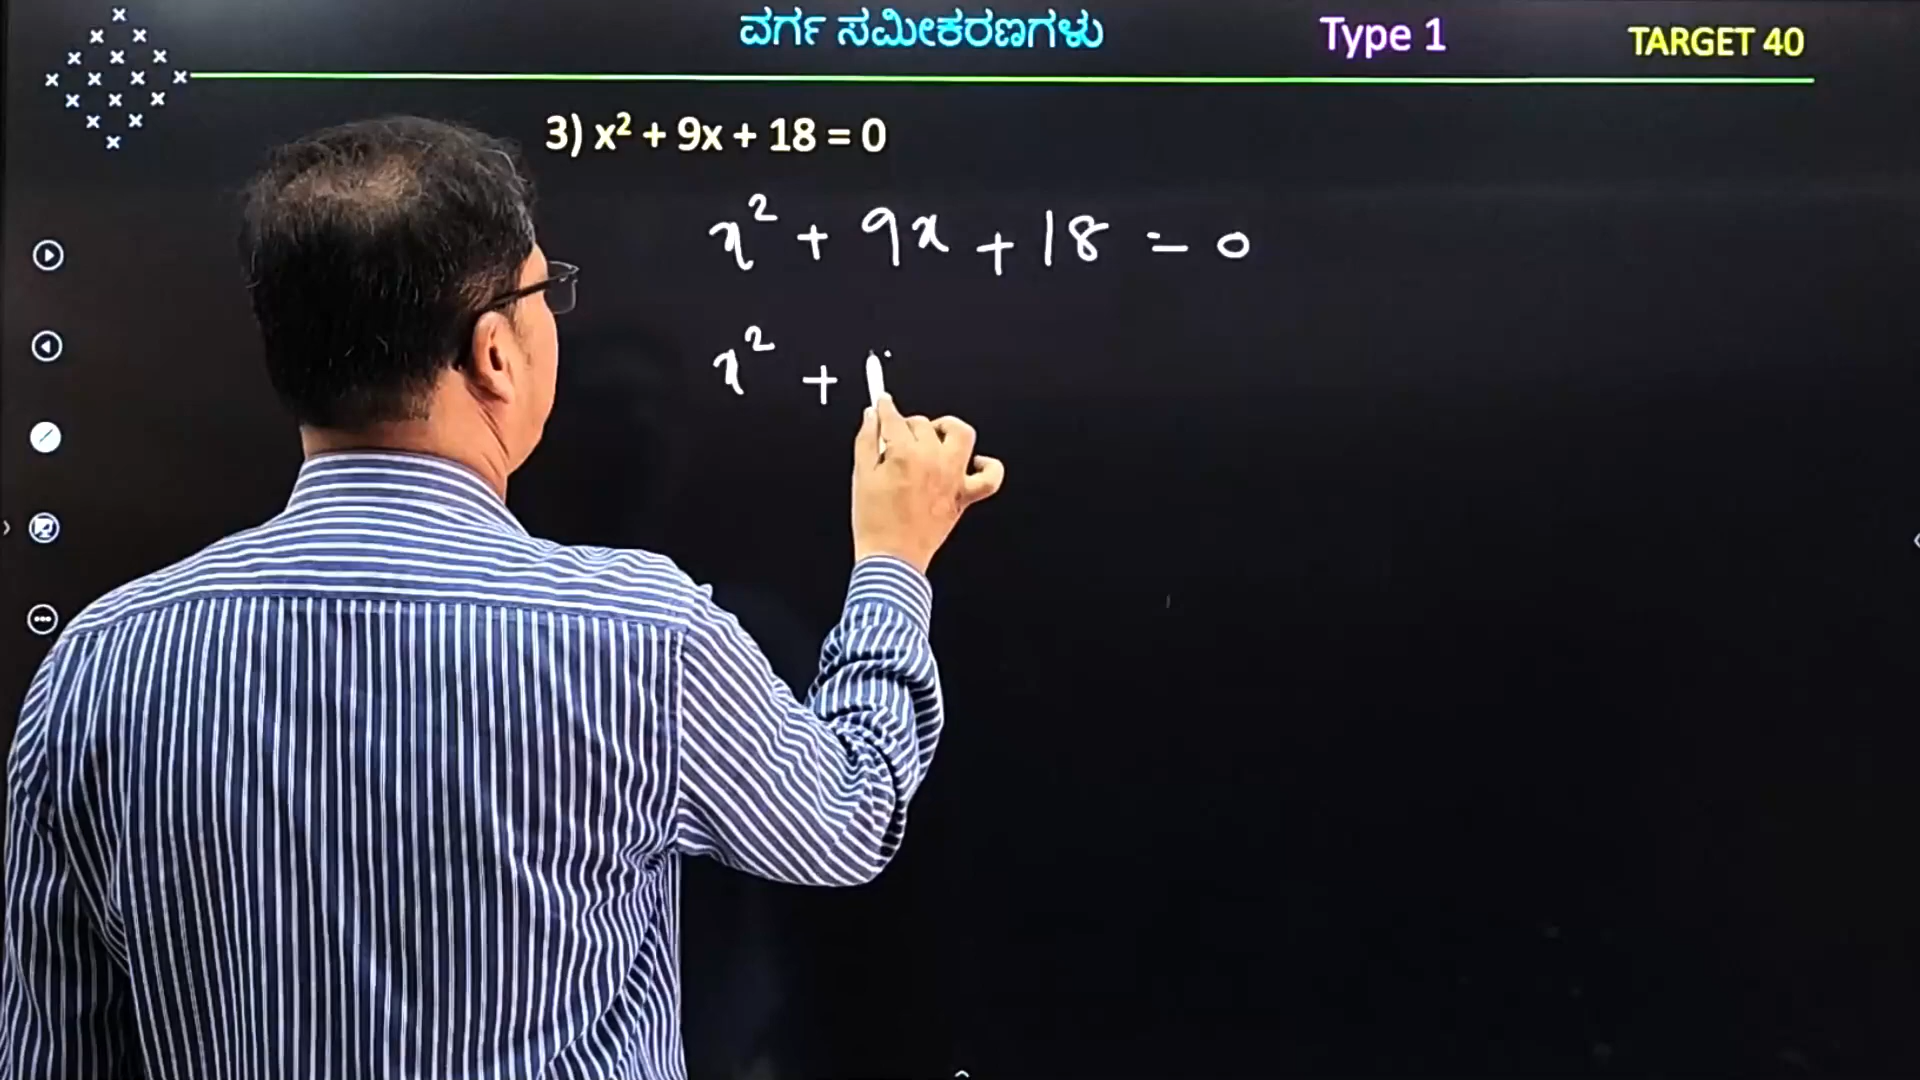 ವರ್ಗ ಸಮೀಕರಣಗಳು Type 1 TARGET 40
3) x² + 9x + 18 = 0
x² + 9x + 18 = 0
x² +